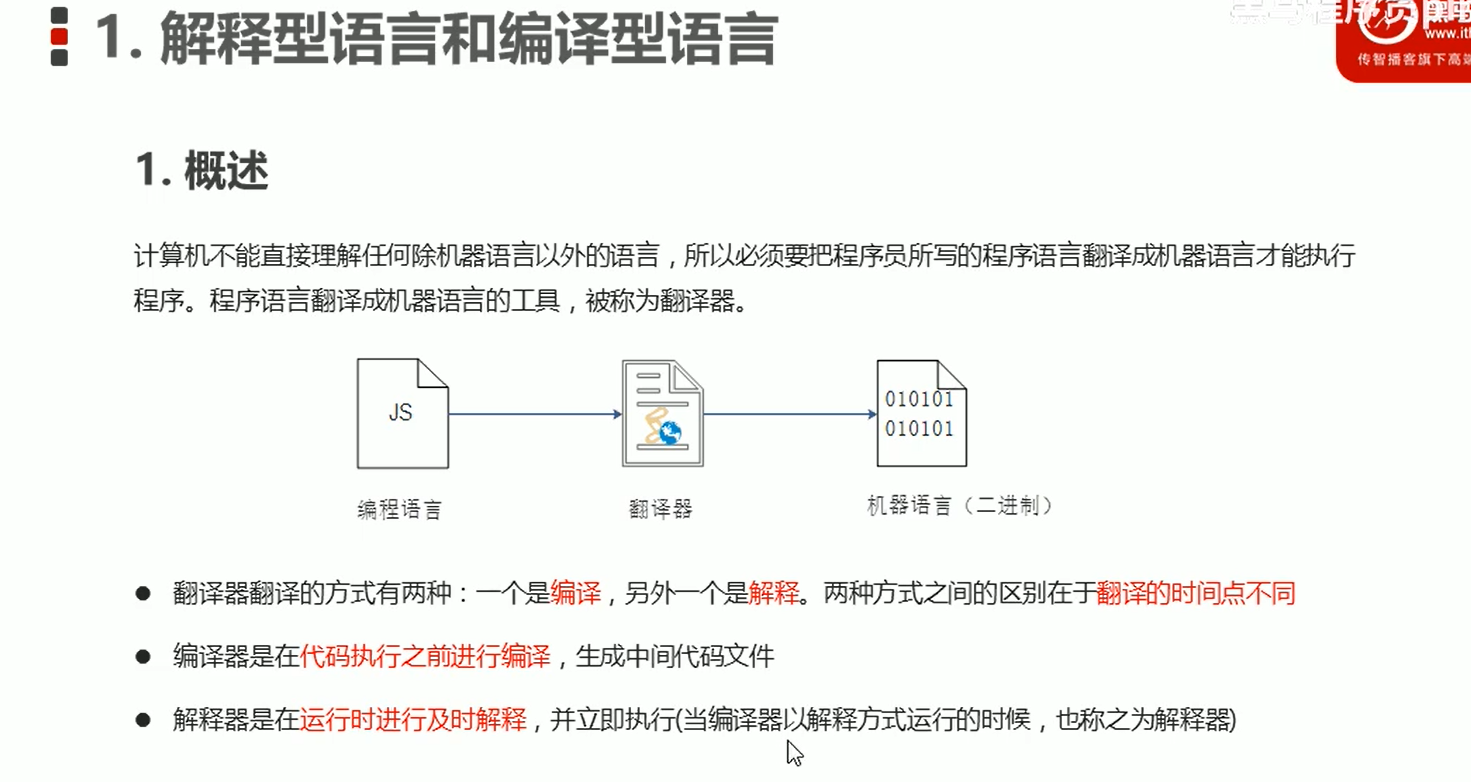 1. 解释型语言和编译型语言
www.it
传智播客旗下高端
1. 概述
计算机不能直接理解任何除机器语言以外的语言，所以必须要把程序员所写的程序语言翻译成机器语言才能执行
程序。程序语言翻译成机器语言的工具，被称为翻译器。
JS
010101
010101
编程语言
翻译器
机器语言（二进制）
● 翻译器翻译的方式有两种：一个是编译，另外一个是解释。两种方式之间的区别在于翻译的时间点不同
● 编译器是在代码执行之前进行编译，生成中间代码文件
● 解释器是在运行时进行及时解释，并立即执行(当编译器以解释方式运行的时候，也称之为解释器)